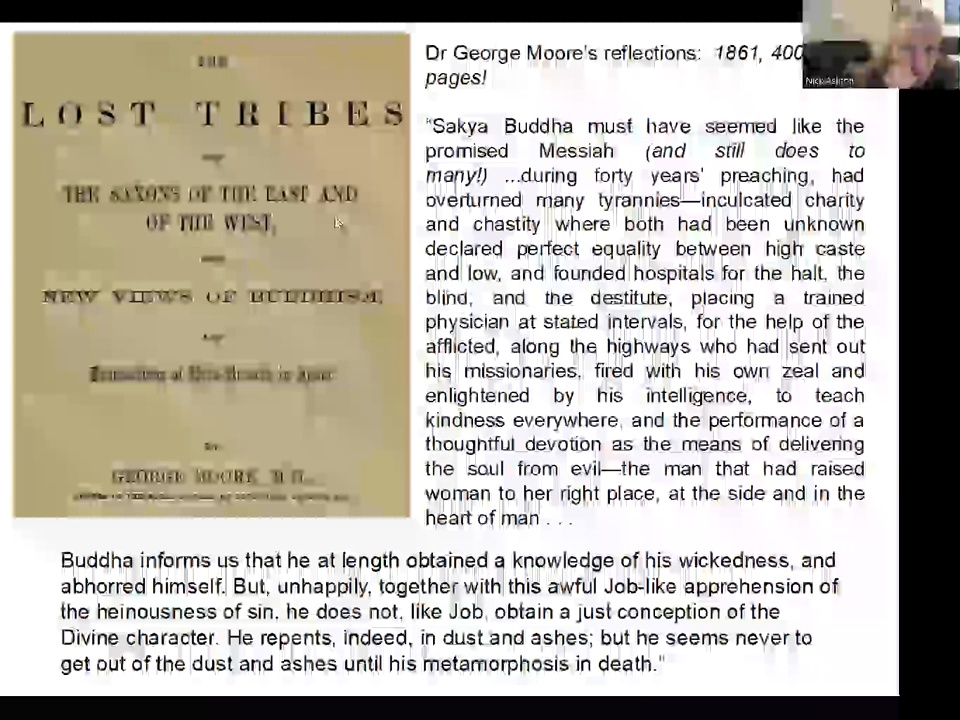 THE
LOST TRIBES
THE SAXONS OF THE EAST AND
OF THE WEST,
NEW VIEWS OF BUDDHISM,
BY
GEORGE MOORE, M.D.,
Dr George Moore's reflections: 1861, 400
pages!
"Sakya Buddha must have seemed like the
promised Messiah (and still does to
many!) ...during forty years' preaching, had
overturned many tyrannies—inculcated charity
and chastity where both had been unknown
declared perfect equality between high caste
and low, and founded hospitals for the halt, the
blind, and the destitute, placing a trained
physician at stated intervals, for the help of the
afflicted, along the highways who had sent out
his missionaries, fired with his own zeal and
enlightened by his intelligence, to teach
kindness everywhere, and the performance of a
thoughtful devotion as the means of delivering
the soul from evil—the man that had raised
woman to her right place, at the side and in the
heart of man . . .
Buddha informs us that he at length obtained a knowledge of his wickedness, and
abhorred himself. But, unhappily, together with this awful Job-like apprehension of
the heinousness of sin, he does not, like Job, obtain a just conception of the
Divine character. He repents, indeed, in dust and ashes; but he seems never to
get out of the dust and ashes until his metamorphosis in death."